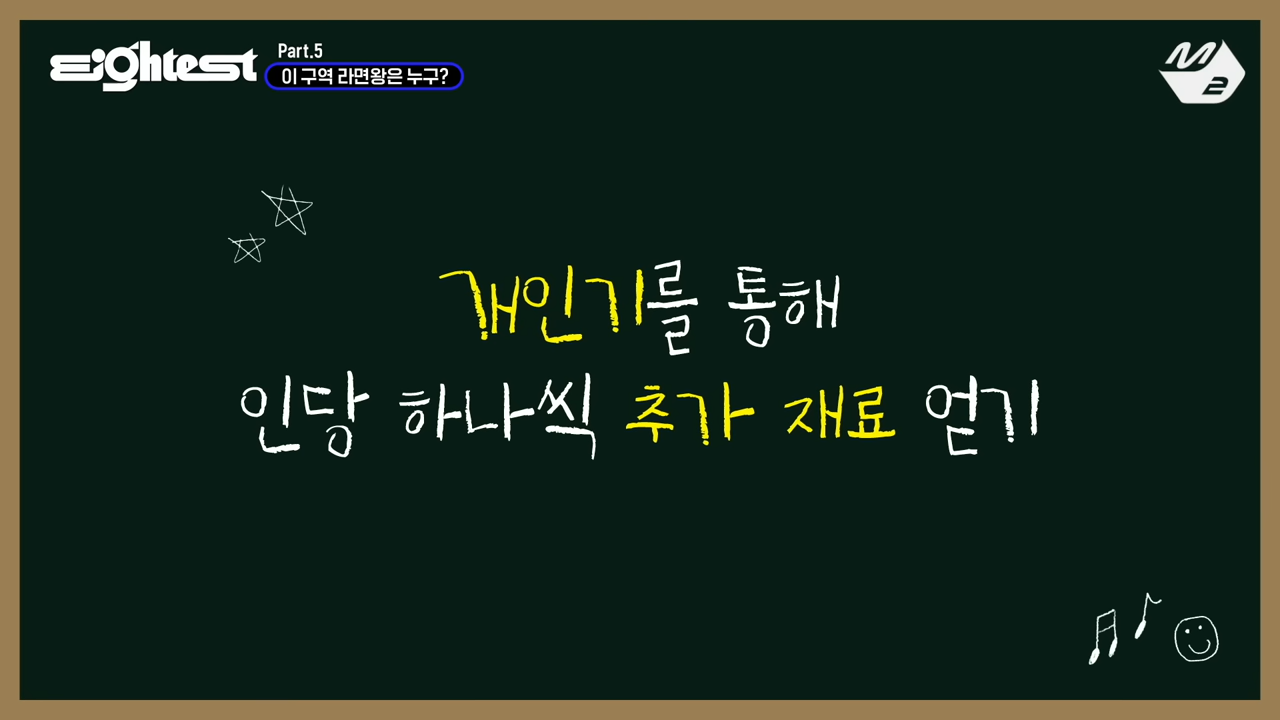 Eightest
Part.5
이 구역 라면왕은 누구?
M2
개인기를 통해
인당 하나씩 추가 재료 얻기